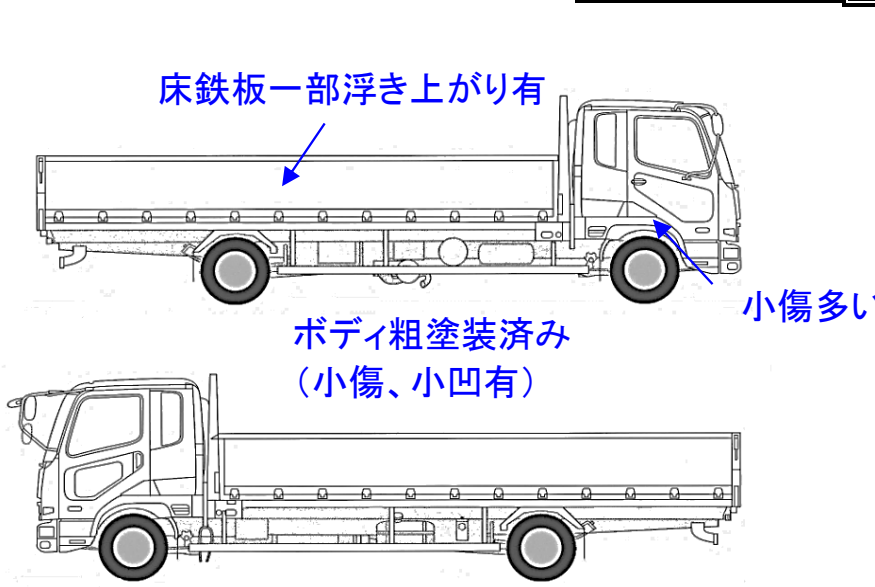 床鉄板一部浮き上がり有
小傷多い
ボディ粗塗装済み
（小傷、小凹有）